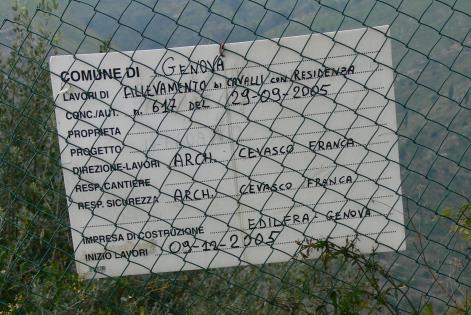 COMUNE DI GENOVA
LAVORI DI ALLEVAMENTO DI CAVALLI CON RESIDENZA
CONC./AUT. N. 617 DEL 29-09-2005
PROPRIETA
PROGETTO
DIREZIONE-LAVORI ARCH. CEVASCO FRANCA
RESP. CANTIERE
RESP. SICUREZZA ARCH. CEVASCO FRANCA
IMPRESA DI COSTRUZIONE EDILFRA - GENOVA
INIZIO LAVORI 09-10-2005